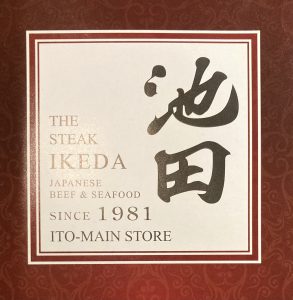 THE
STEAK
IKEDA
JAPANESE
BEEF & SEAFOOD
SINCE 1981
ITO-MAIN STORE
池田